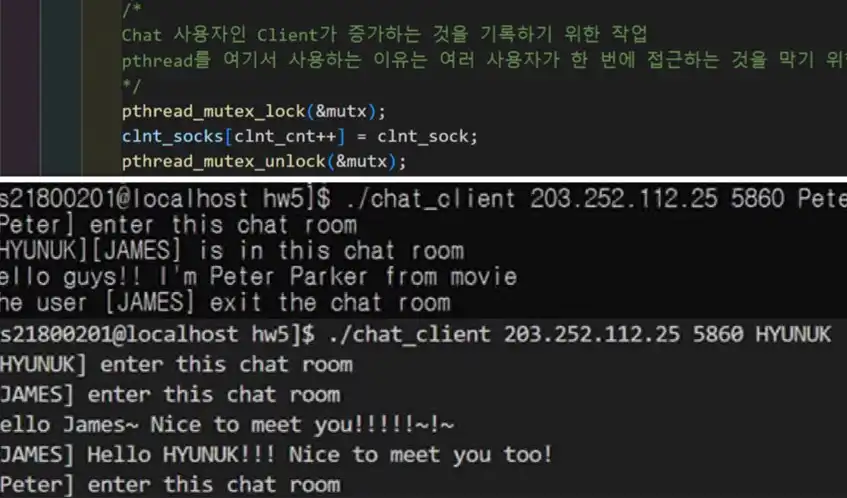 /*
Chat 사용자인 Client가 증가하는 것을 기록하기 위한 작업
pthread를 여기서 사용하는 이유는 여러 사용자가 한 번에 접근하는 것을 막기 위
*/
pthread_mutex_lock(&mutx);
clnt_socks[clnt_cnt++] = clnt_sock;
pthread_mutex_unlock(&mutx);
s21800201@localhost hw5]$ ./chat_client 203.252.112.25 5860 Pete
Peter] enter this chat room
HYUNUK][JAMES] is in this chat room
ello guys!! I'm Peter Parker from movie
he user [JAMES] exit the chat room
s21800201@localhost hw5]$ ./chat_client 203.252.112.25 5860 HYUNUK
HYUNUK] enter this chat room
JAMES] enter this chat room
ello James~ Nice to meet you!!!!!~!~
JAMES] Hello HYUNUK!!! Nice to meet you too!
Peter] enter this chat room